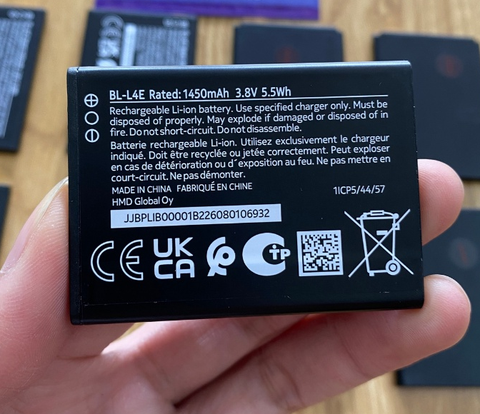 BL-L4E Rated: 1450mAh 3.8V 5.5Wh
Rechargeable Li-ion battery. Use specified charger only. Must be
disposed of properly. May explode if damaged or disposed of in
fire. Do not short-circuit. Do not disassemble.
Batterie rechargeable Li-ion. Utilisez exclusivement le chargeur
indiqué. Doit être recyclée ou jetée correctement. Peut exploser
en cas de détérioration ou d'exposition au feu. Ne pas mettre en
court-circuit. Ne pas démonter.
MADE IN CHINA FABRIQUÉ EN CHINE
HMD Global Oy
1ICP5/44/57
JJBPLIB00001B226080106932
CE
UK
CA